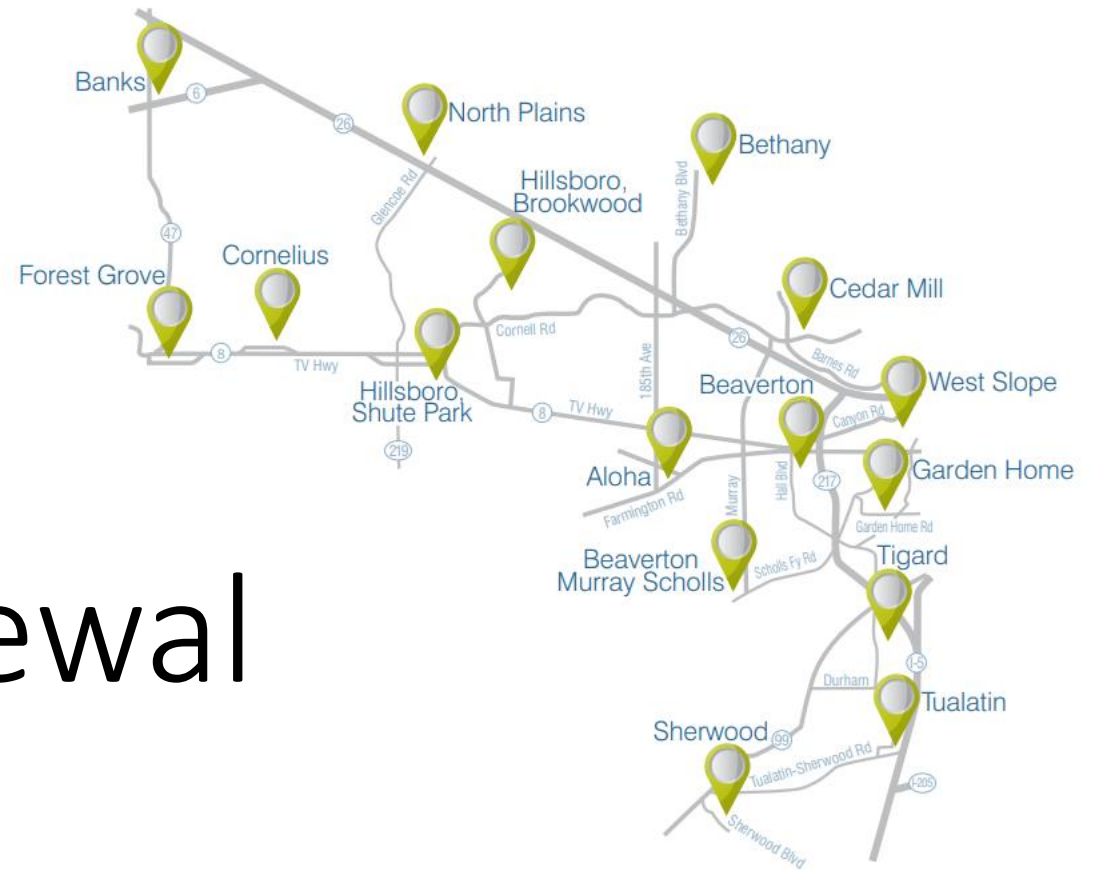 Banks
6
26
North Plains
Bethany
Hillsboro,
Brookwood
Glencoe Rd
Bethany Blvd
47
Forest Grove
Cornelius
Cedar Mill
Cornell Rd
26
8
TV Hwy
185th Ave
Barnes Rd
Hillsboro,
Shute Park
Beaverton
West Slope
8
TV Hwy
Canyon Rd
219
Aloha
Garden Home
Farmington Rd
Murray
Hall Blvd
217
Garden Home Rd
Beaverton
Murray Scholls
Scholls Fy Rd
Tigard
ewal
I-5
Durham
Tualatin
Sherwood
99
Tualatin-Sherwood Rd
I-205
Sherwood Blvd